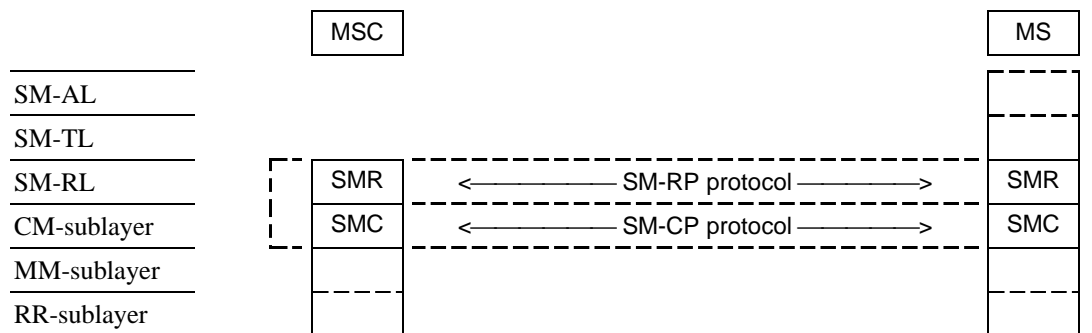 MSC MS
SM-AL
SM-TL
SM-RL SMR <——— SM-RP protocol ———> SMR
CM-sublayer SMC <——— SM-CP protocol ———> SMC
MM-sublayer
RR-sublayer